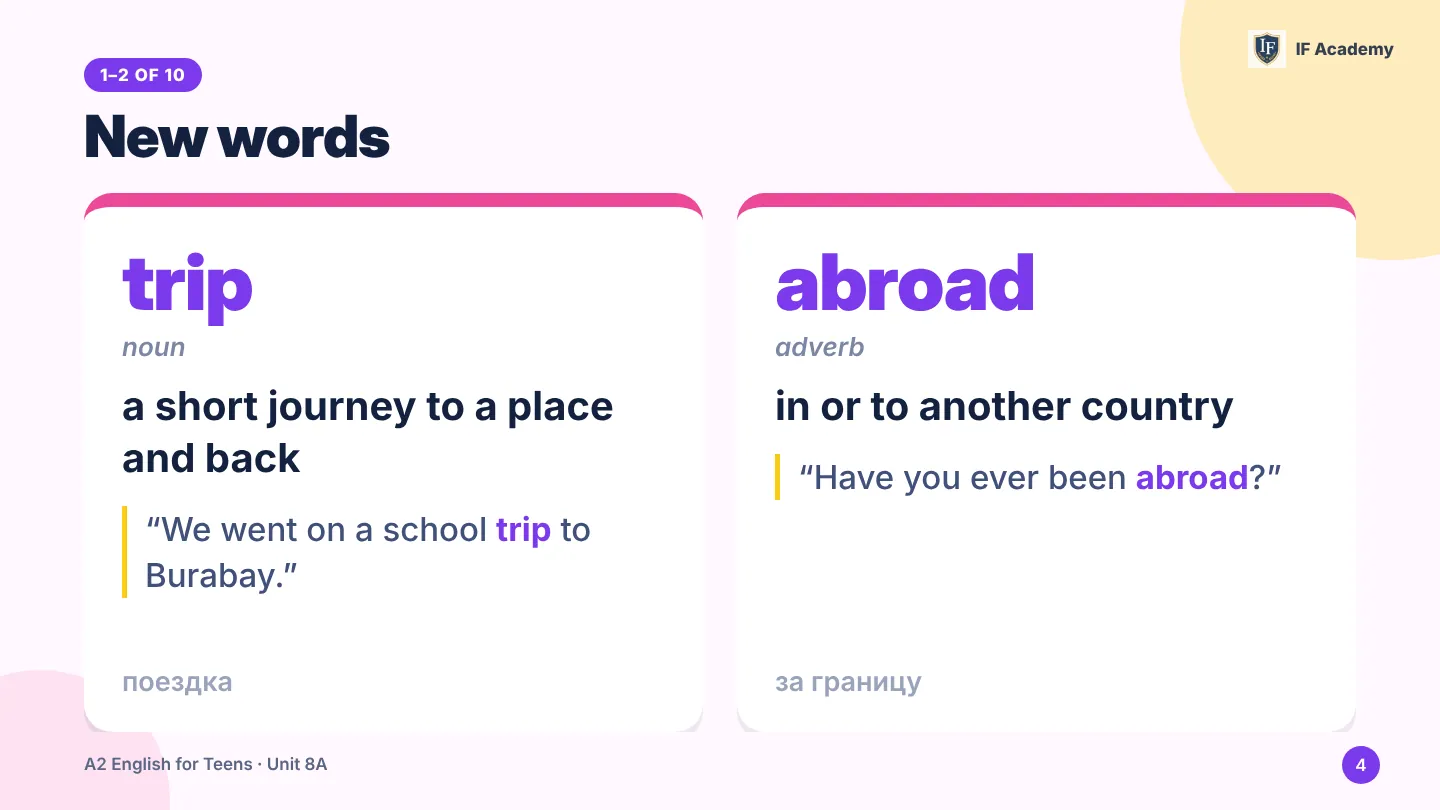 IF
IF Academy
1–2 OF 10
New words
trip
noun
a short journey to a place
and back
“We went on a school trip to
Burabay.”
поездка
abroad
adverb
in or to another country
“Have you ever been abroad?”
за границу
A2 English for Teens · Unit 8A
4